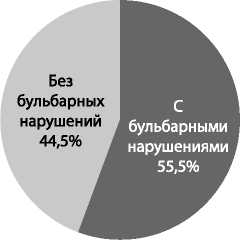 Без
бульбарных
нарушений
44,5%
С
бульбарными
нарушениями
55,5%